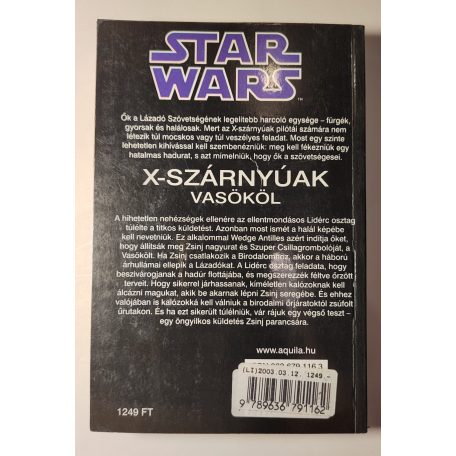 STAR
WARS
TM
Ők a Lázadó Szövetségének legelitebb harcoló egysége – fürgék,
gyorsak és halálosak. Mert az X-szárnyúak pilótái számára nem
létezik túl mocskos vagy túl veszélyes feladat. Most egy szinte
lehetetlen kihívással kell szembenézniük: meg kell fékezniük egy
hatalmas hadurat, s azt mímelniük, hogy ők a szövetségesei.
X-SZÁRNYÚAK
VASÖKÖL
A hihetetlen nehézségek ellenére az ellentmondásos Lidérc osztag
túlélte a titkos küldetést. Azonban most ismét a halál képébe
kell nevetniük. Ez alkalommal Wedge Antilles azért indítja őket,
hogy állítsák meg Zsinj nagyurat és Szuper Csillagrombolóját, a
Vasökölt. Ha Zsinj csatlakozik a Birodalomhoz, akkor a háború
árhullámai ellepik a Lázadókat. A Lidérc osztag feladata, hogy
beszivárogjanak a hadúr flottájába, és megszerezzék féltve őrzött
terveit. Hogy sikerrel járhassanak, kíméletlen kalózoknak kell
álcázni magukat, akik be akarnak lépni Zsinj seregébe. És ehhez
valójában is kalózokká kell válniuk a birodalmi őrjáratoktól zsúfolt
űrutakon. És ha ezt sikerült túlélniük, vár rájuk egy végső teszt –
egy öngyilkos küldetés Zsinj parancsára.
www.aquila.hu
(LI)2003.03.12. 1249.-
9 789636 791162
1249 FT